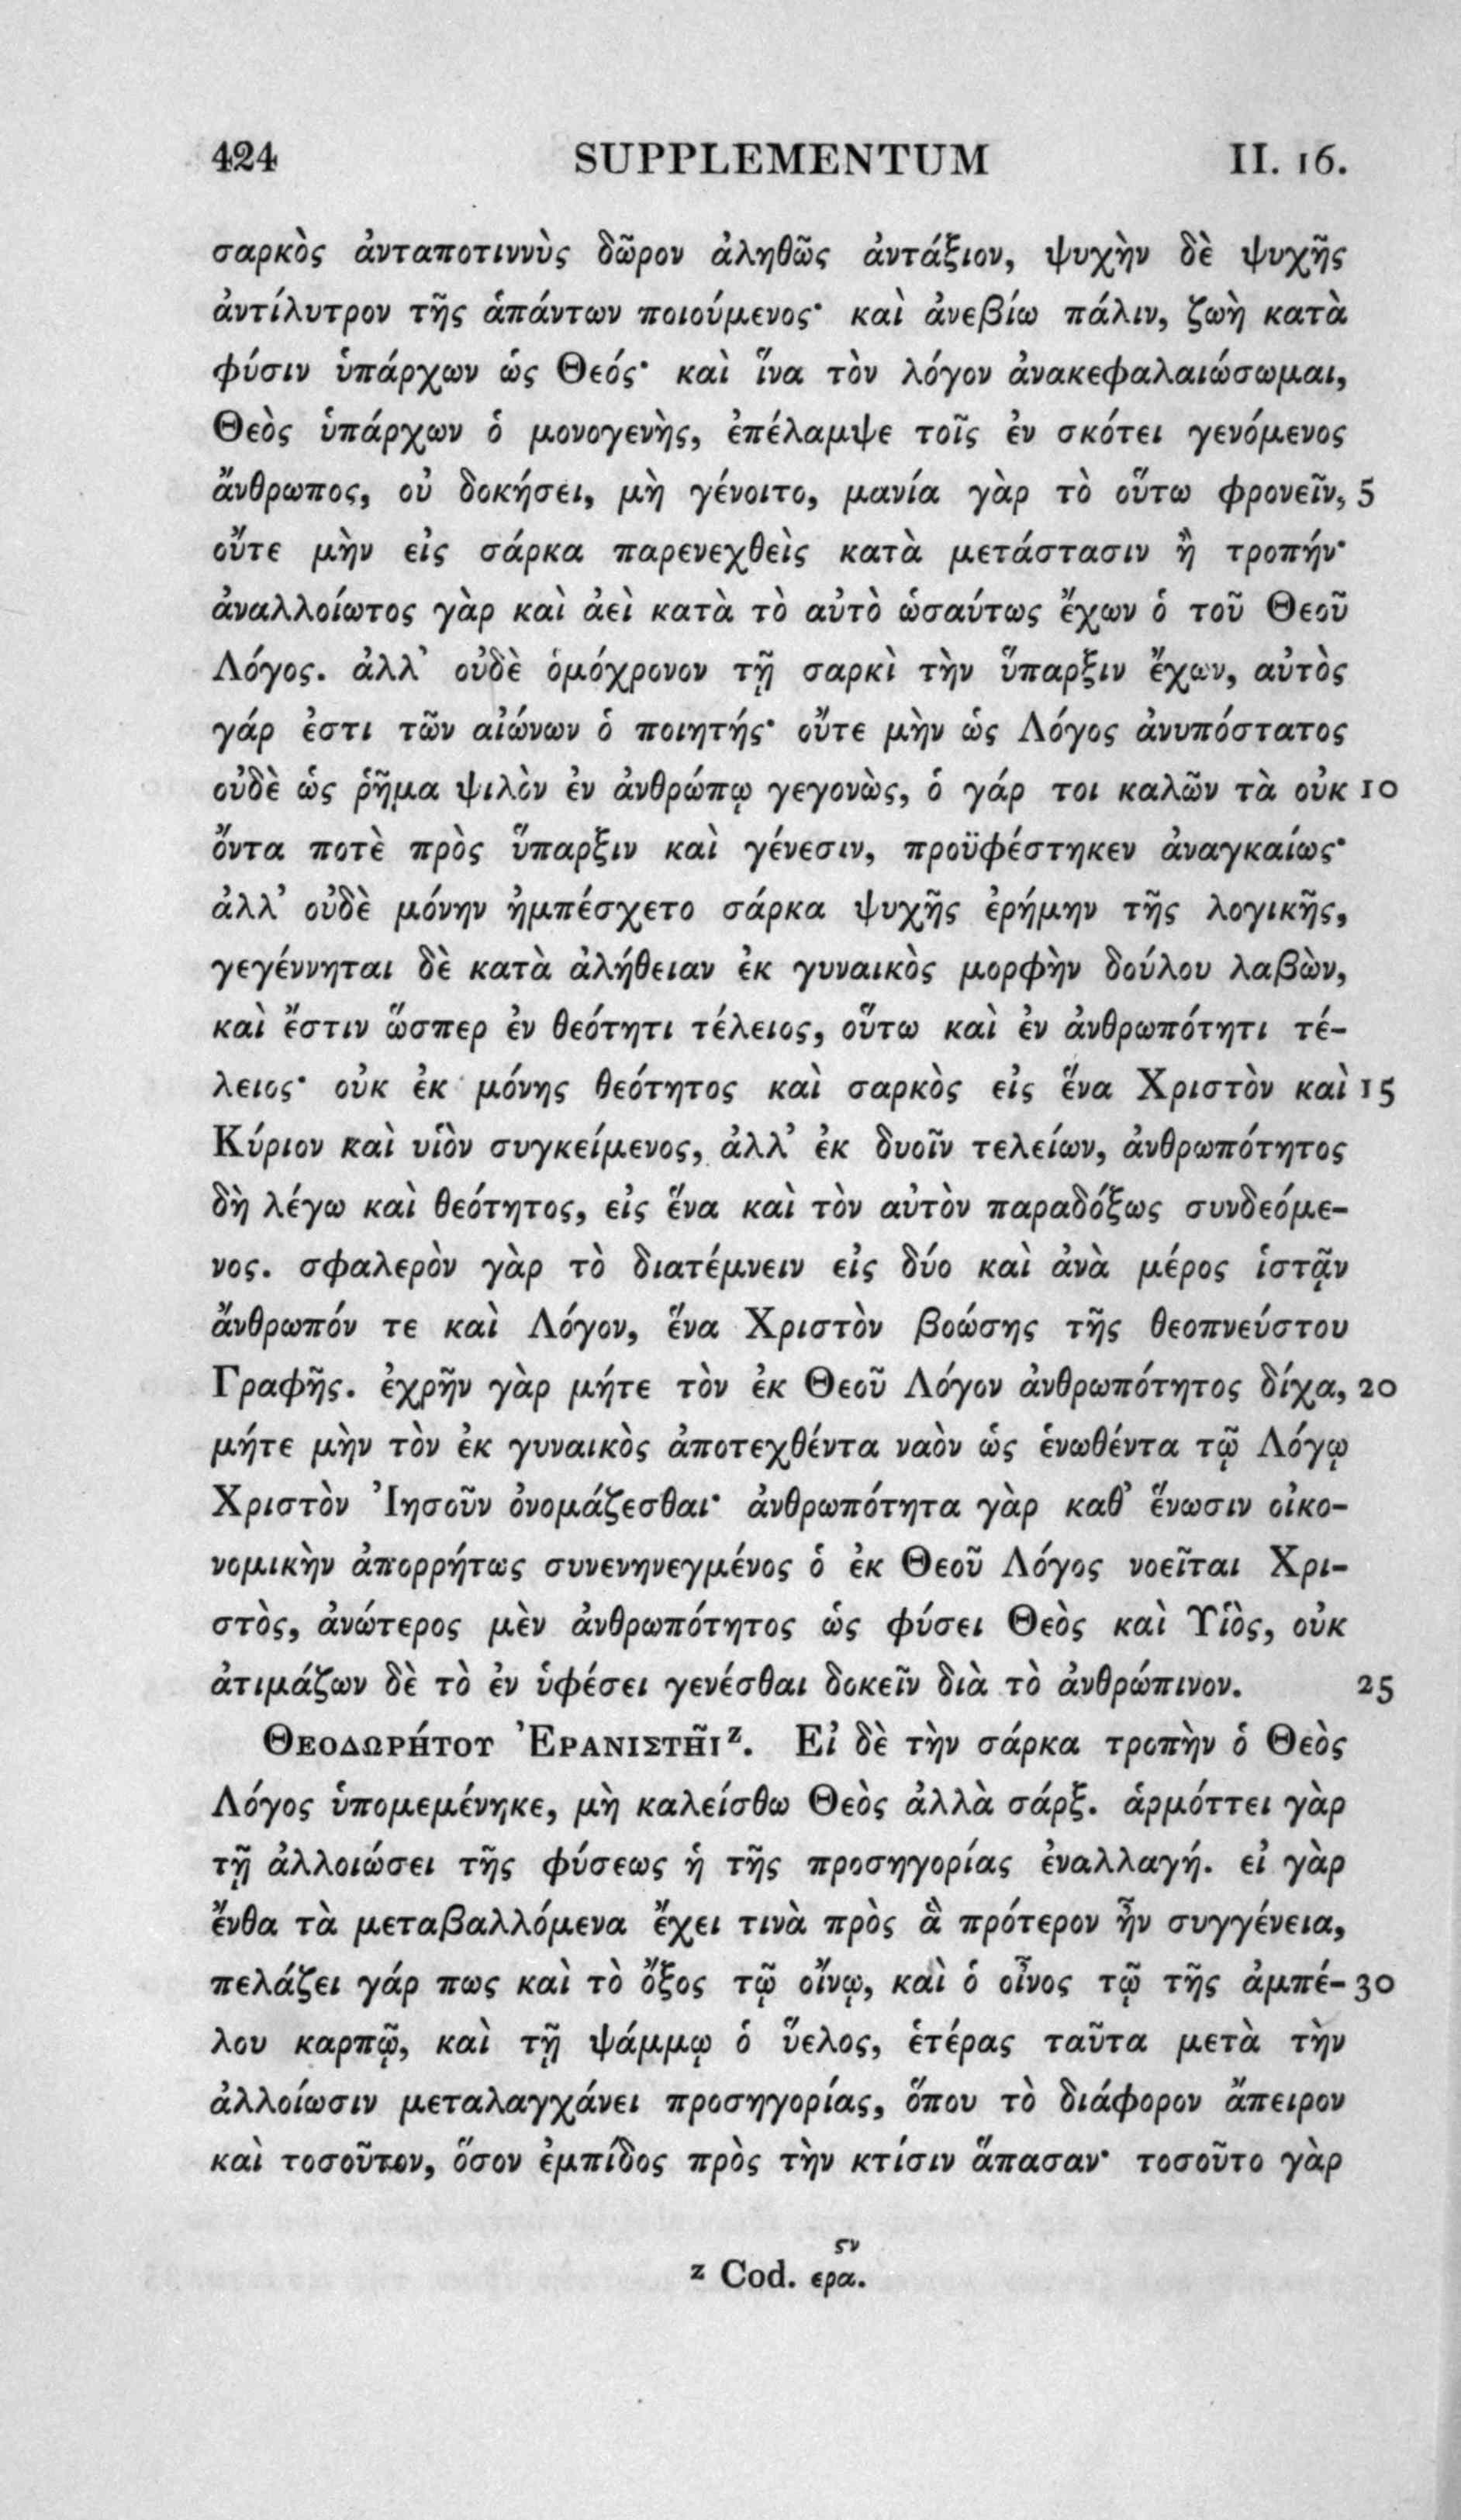 424 SUPPLEMENTUM II. 16.
σαρκὸς ἀνταποτιννὺς δῶρον ἀληθῶς ἀντάξιον, ψυχὴν δὲ ψυχῆς
ἀντίλυτρον τῆς ἁπάντων ποιούμενος· καὶ ἀνεβίω πάλιν, ζωὴ κατὰ
φύσιν ὑπάρχων ὡς Θεός· καὶ ἵνα τὸν λόγον ἀνακεφαλαιώσωμαι,
Θεὸς ὑπάρχων ὁ μονογενὴς, ἐπέλαμψε τοῖς ἐν σκότει γενόμενος
ἄνθρωπος, οὐ δοκήσει, μὴ γένοιτο, μανία γὰρ τὸ οὕτω φρονεῖν, 5
οὔτε μὴν εἰς σάρκα παρενεχθεὶς κατὰ μετάστασιν ἢ τροπήν·
ἀναλλοίωτος γὰρ καὶ ἀεὶ κατὰ τὸ αὐτὸ ὡσαύτως ἔχων ὁ τοῦ Θεοῦ
Λόγος. ἀλλ’ οὐδὲ ὁμόχρονον τῇ σαρκὶ τὴν ὕπαρξιν ἔχων, αὐτὸς
γάρ ἐστι τῶν αἰώνων ὁ ποιητής· οὔτε μὴν ὡς Λόγος ἀνυπόστατος
οὐδὲ ὡς ῥῆμα ψιλὸν ἐν ἀνθρώπῳ γεγονὼς, ὁ γάρ τοι καλῶν τὰ οὐκ 10
ὄντα ποτὲ πρὸς ὕπαρξιν καὶ γένεσιν, προϋφέστηκεν ἀναγκαίως·
ἀλλ’ οὐδὲ μόνην ἠμπέσχετο σάρκα ψυχῆς ἐρήμην τῆς λογικῆς,
γεγέννηται δὲ κατὰ ἀλήθειαν ἐκ γυναικὸς μορφὴν δούλου λαβὼν,
καὶ ἔστιν ὥσπερ ἐν θεότητι τέλειος, οὕτω καὶ ἐν ἀνθρωπότητι τέ-
λειος· οὐκ ἐκ μόνης θεότητος καὶ σαρκὸς εἰς ἕνα Χριστὸν καὶ 15
Κύριον καὶ υἱὸν συγκείμενος, ἀλλ’ ἐκ δυοῖν τελείων, ἀνθρωπότητος
δὴ λέγω καὶ θεότητος, εἰς ἕνα καὶ τὸν αὐτὸν παραδόξως συνδεόμε-
νος. σφαλερὸν γὰρ τὸ διατέμνειν εἰς δύο καὶ ἀνὰ μέρος ἱστᾷν
ἄνθρωπόν τε καὶ Λόγον, ἕνα Χριστὸν βοώσης τῆς θεοπνεύστου
Γραφῆς. ἐχρῆν γὰρ μήτε τὸν ἐκ Θεοῦ Λόγον ἀνθρωπότητος δίχα, 20
μήτε μὴν τὸν ἐκ γυναικὸς ἀποτεχθέντα ναὸν ὡς ἑνωθέντα τῷ Λόγῳ
Χριστὸν Ἰησοῦν ὀνομάζεσθαι· ἀνθρωπότητα γὰρ καθ’ ἕνωσιν οἰκο-
νομικὴν ἀπορρήτως συνενηνεγμένος ὁ ἐκ Θεοῦ Λόγος νοεῖται Χρι-
στὸς, ἀνώτερος μὲν ἀνθρωπότητος ὡς φύσει Θεὸς καὶ Υἱὸς, οὐκ
ἀτιμάζων δὲ τὸ ἐν ὑφέσει γενέσθαι δοκεῖν διὰ τὸ ἀνθρώπινον. 25
ΘΕΟΔΩΡΉΤΟΥ ἘΡΑΝΙΣΤΗ͂Ι z. Εἰ δὲ τὴν σάρκα τροπὴν ὁ Θεὸς
Λόγος ὑπομεμένηκε, μὴ καλείσθω Θεὸς ἀλλὰ σάρξ. ἁρμόττει γὰρ
τῇ ἀλλοιώσει τῆς φύσεως ἡ τῆς προσηγορίας ἐναλλαγή. εἰ γὰρ
ἔνθα τὰ μεταβαλλόμενα ἔχει τινὰ πρὸς ἃ πρότερον ἦν συγγένεια,
πελάζει γάρ πως καὶ τὸ ὄξος τῷ οἴνῳ, καὶ ὁ οἶνος τῷ τῆς ἀμπέ- 30
λου καρπῷ, καὶ τῇ ψάμμῳ ὁ ὕελος, ἑτέρας ταῦτα μετὰ τὴν
ἀλλοίωσιν μεταλαγχάνει προσηγορίας, ὅπου τὸ διάφορον ἄπειρον
καὶ τοσοῦτον, ὅσον ἐμπίδος πρὸς τὴν κτίσιν ἅπασαν· τοσοῦτο γὰρ
ϛν
z Cod. ερα.